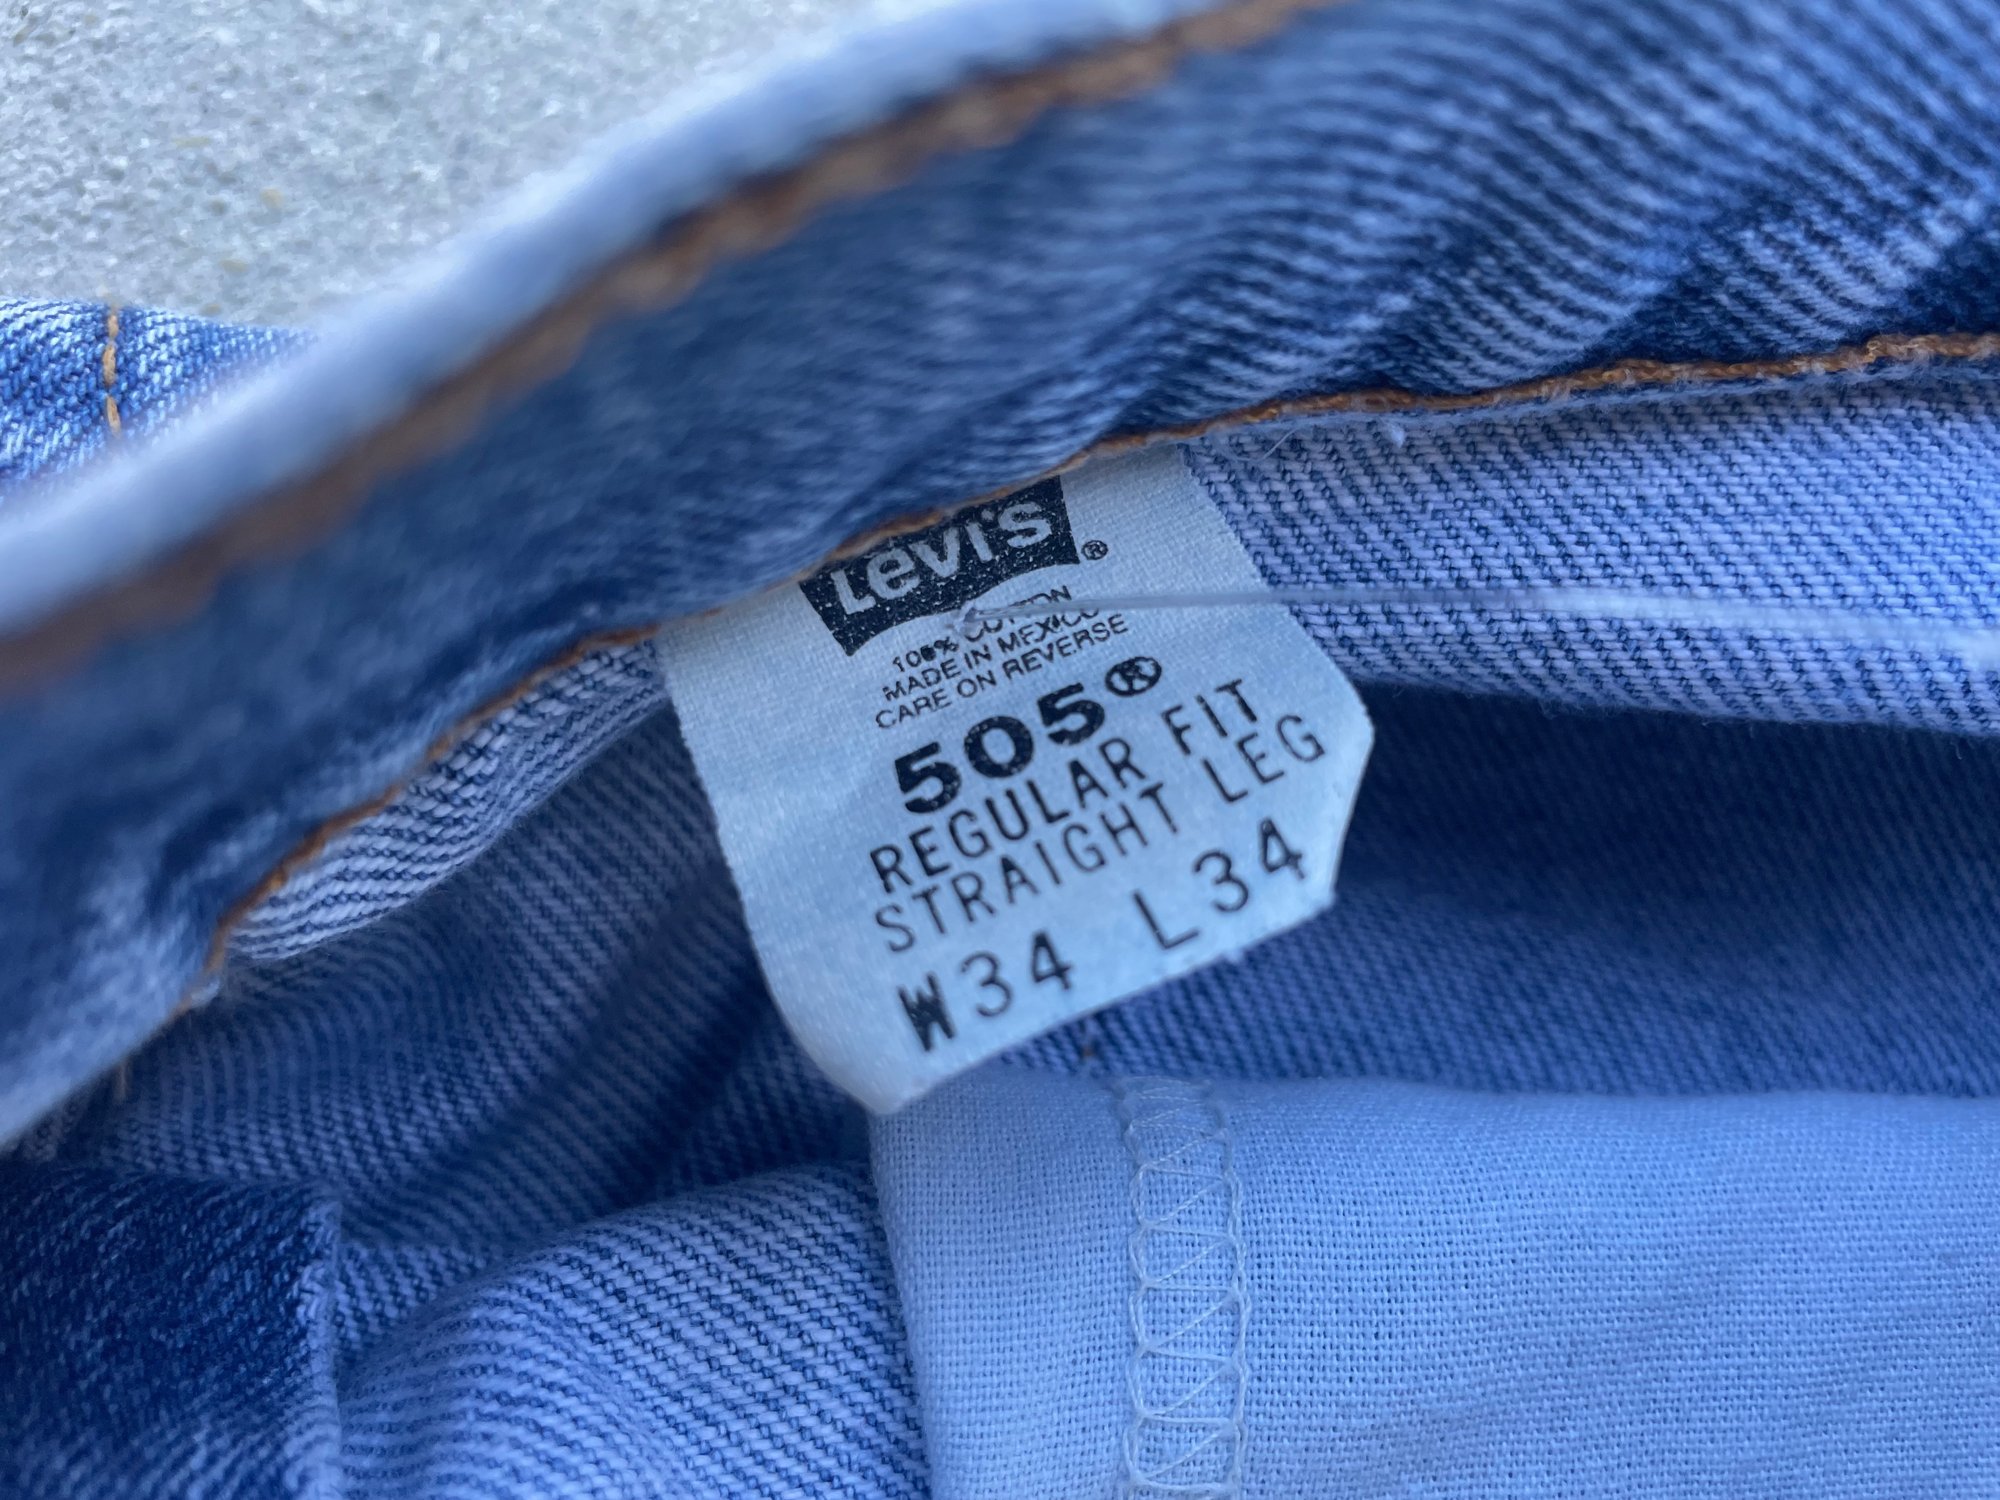 Levi's®
100% COTTON
MADE IN MEXICO
CARE ON REVERSE
505®
REGULAR FIT
STRAIGHT LEG
W34 L34